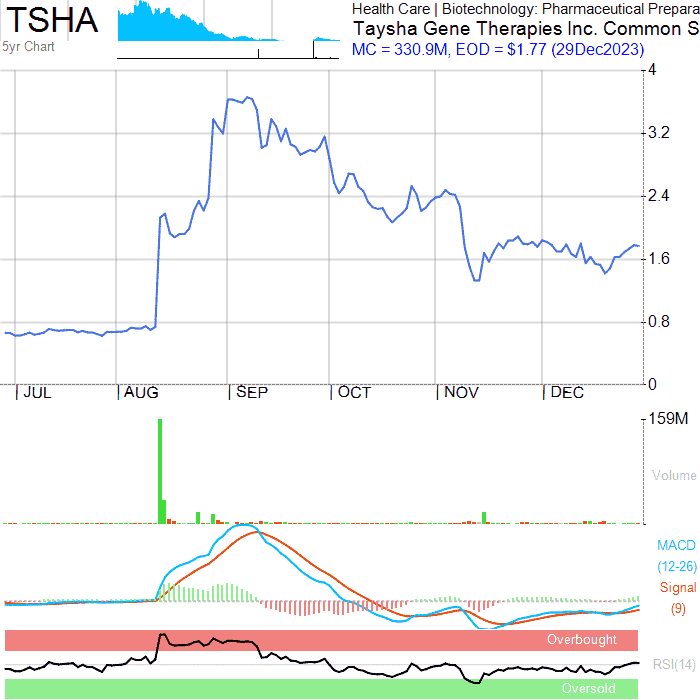 TSHA
5yr Chart
Health Care | Biotechnology: Pharmaceutical Prepara
Taysha Gene Therapies Inc. Common S
MC = 330.9M, EOD = $1.77 (29Dec2023)
4
3.2
2.4
1.6
0.8
0
JUL AUG SEP OCT NOV DEC
159M
Volume
MACD
(12-26)
Signal
(9)
Overbought
RSI(14)
Oversold